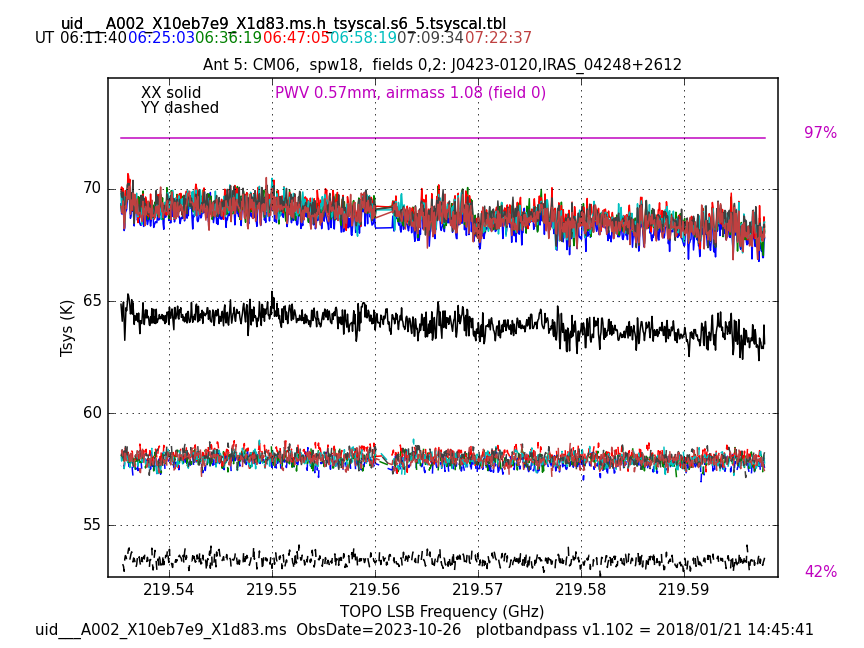 uid___A002_X10eb7e9_X1d83.ms.h_tsyscal.s6_5.tsyscal.tbl
UT 06:11:40 06:25:03 06:36:19 06:47:05 06:58:19 07:09:34 07:22:37
Ant 5: CM06,  spw18,  fields 0,2: J0423-0120,IRAS_04248+2612
XX solid
PWV 0.57mm, airmass 1.08 (field 0)
YY dashed
97%
70
65
Tsys (K)
60
55
42%
219.54 219.55 219.56 219.57 219.58 219.59
TOPO LSB Frequency (GHz)
uid___A002_X10eb7e9_X1d83.ms  ObsDate=2023-10-26   plotbandpass v1.102 = 2018/01/21 14:45:41